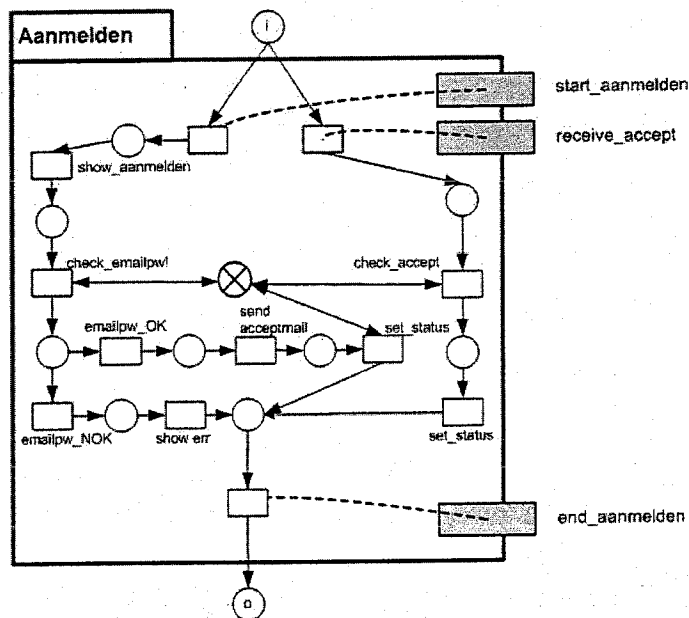 Aanmelden
i
start_aanmelden
receive_accept
show_aanmelden
check_emailpw!
check_accept
emailpw_OK
send
acceptmail
set_status
emailpw_NOK
show err
set_status
end_aanmelden
o